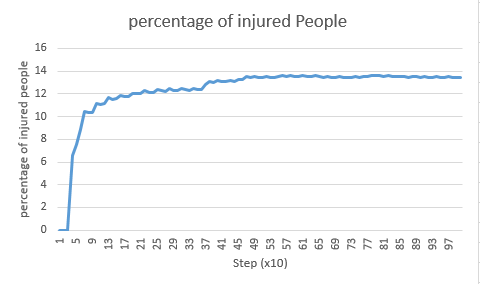 percentage of injured People
percentage of injured people
16
14
12
10
8
6
4
2
0
1 5 9 13 17 21 25 29 33 37 41 45 49 53 57 61 65 69 73 77 81 85 89 93 97
Step (x10)